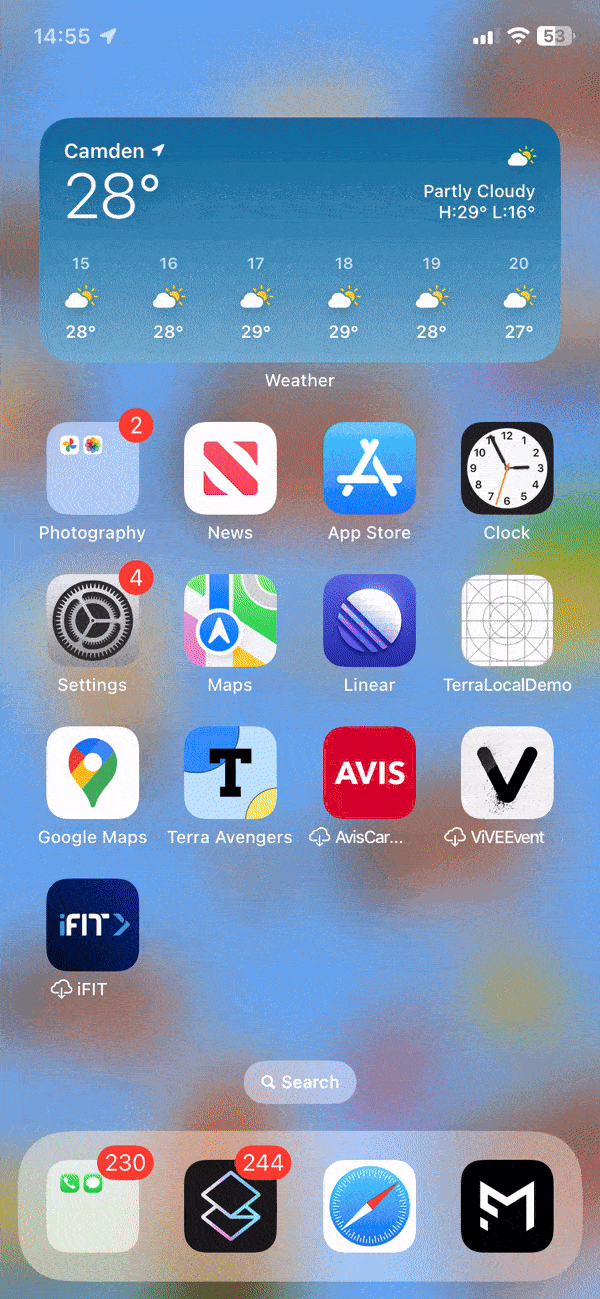 14:55
53
Camden
28°
Partly Cloudy
H:29° L:16°
15 16 17 18 19 20
28° 28° 29° 29° 28° 27°
Weather
2
12
1
2
3
4
5
6
7
8
9
10
11
Photography News App Store Clock
4
Settings Maps Linear TerraLocalDemo
T
AVIS
V
Google Maps Terra Avengers AvisCar... ViVEEvent
iFIT
iFIT
Search
230 244
M